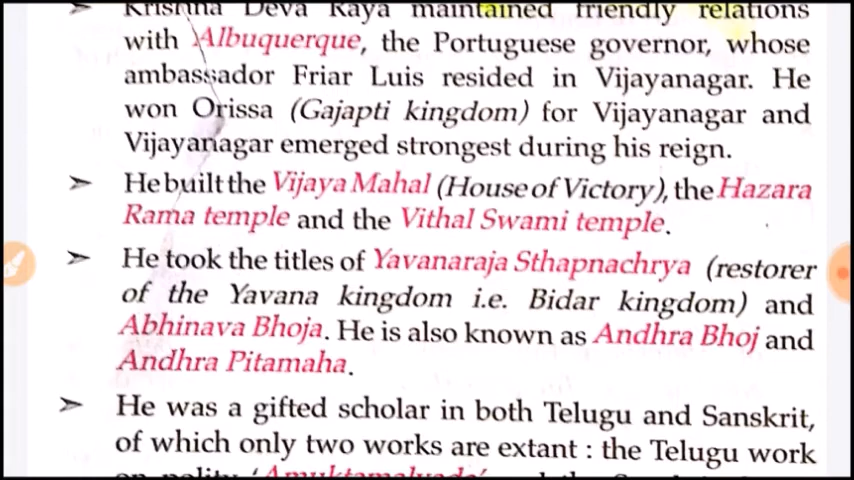 ➢ Krishna Deva Raya maintained friendly relations
with Albuquerque, the Portuguese governor, whose
ambassador Friar Luis resided in Vijayanagar. He
won Orissa (Gajapti kingdom) for Vijayanagar and
Vijayanagar emerged strongest during his reign.
➢ He built the Vijaya Mahal (House of Victory), the Hazara
Rama temple and the Vithal Swami temple.
➢ He took the titles of Yavanaraja Sthapnachrya (restorer
of the Yavana kingdom i.e. Bidar kingdom) and
Abhinava Bhoja. He is also known as Andhra Bhoj and
Andhra Pitamaha.
➢ He was a gifted scholar in both Telugu and Sanskrit,
of which only two works are extant : the Telugu work
on polity 'Amuktamalyada' and the